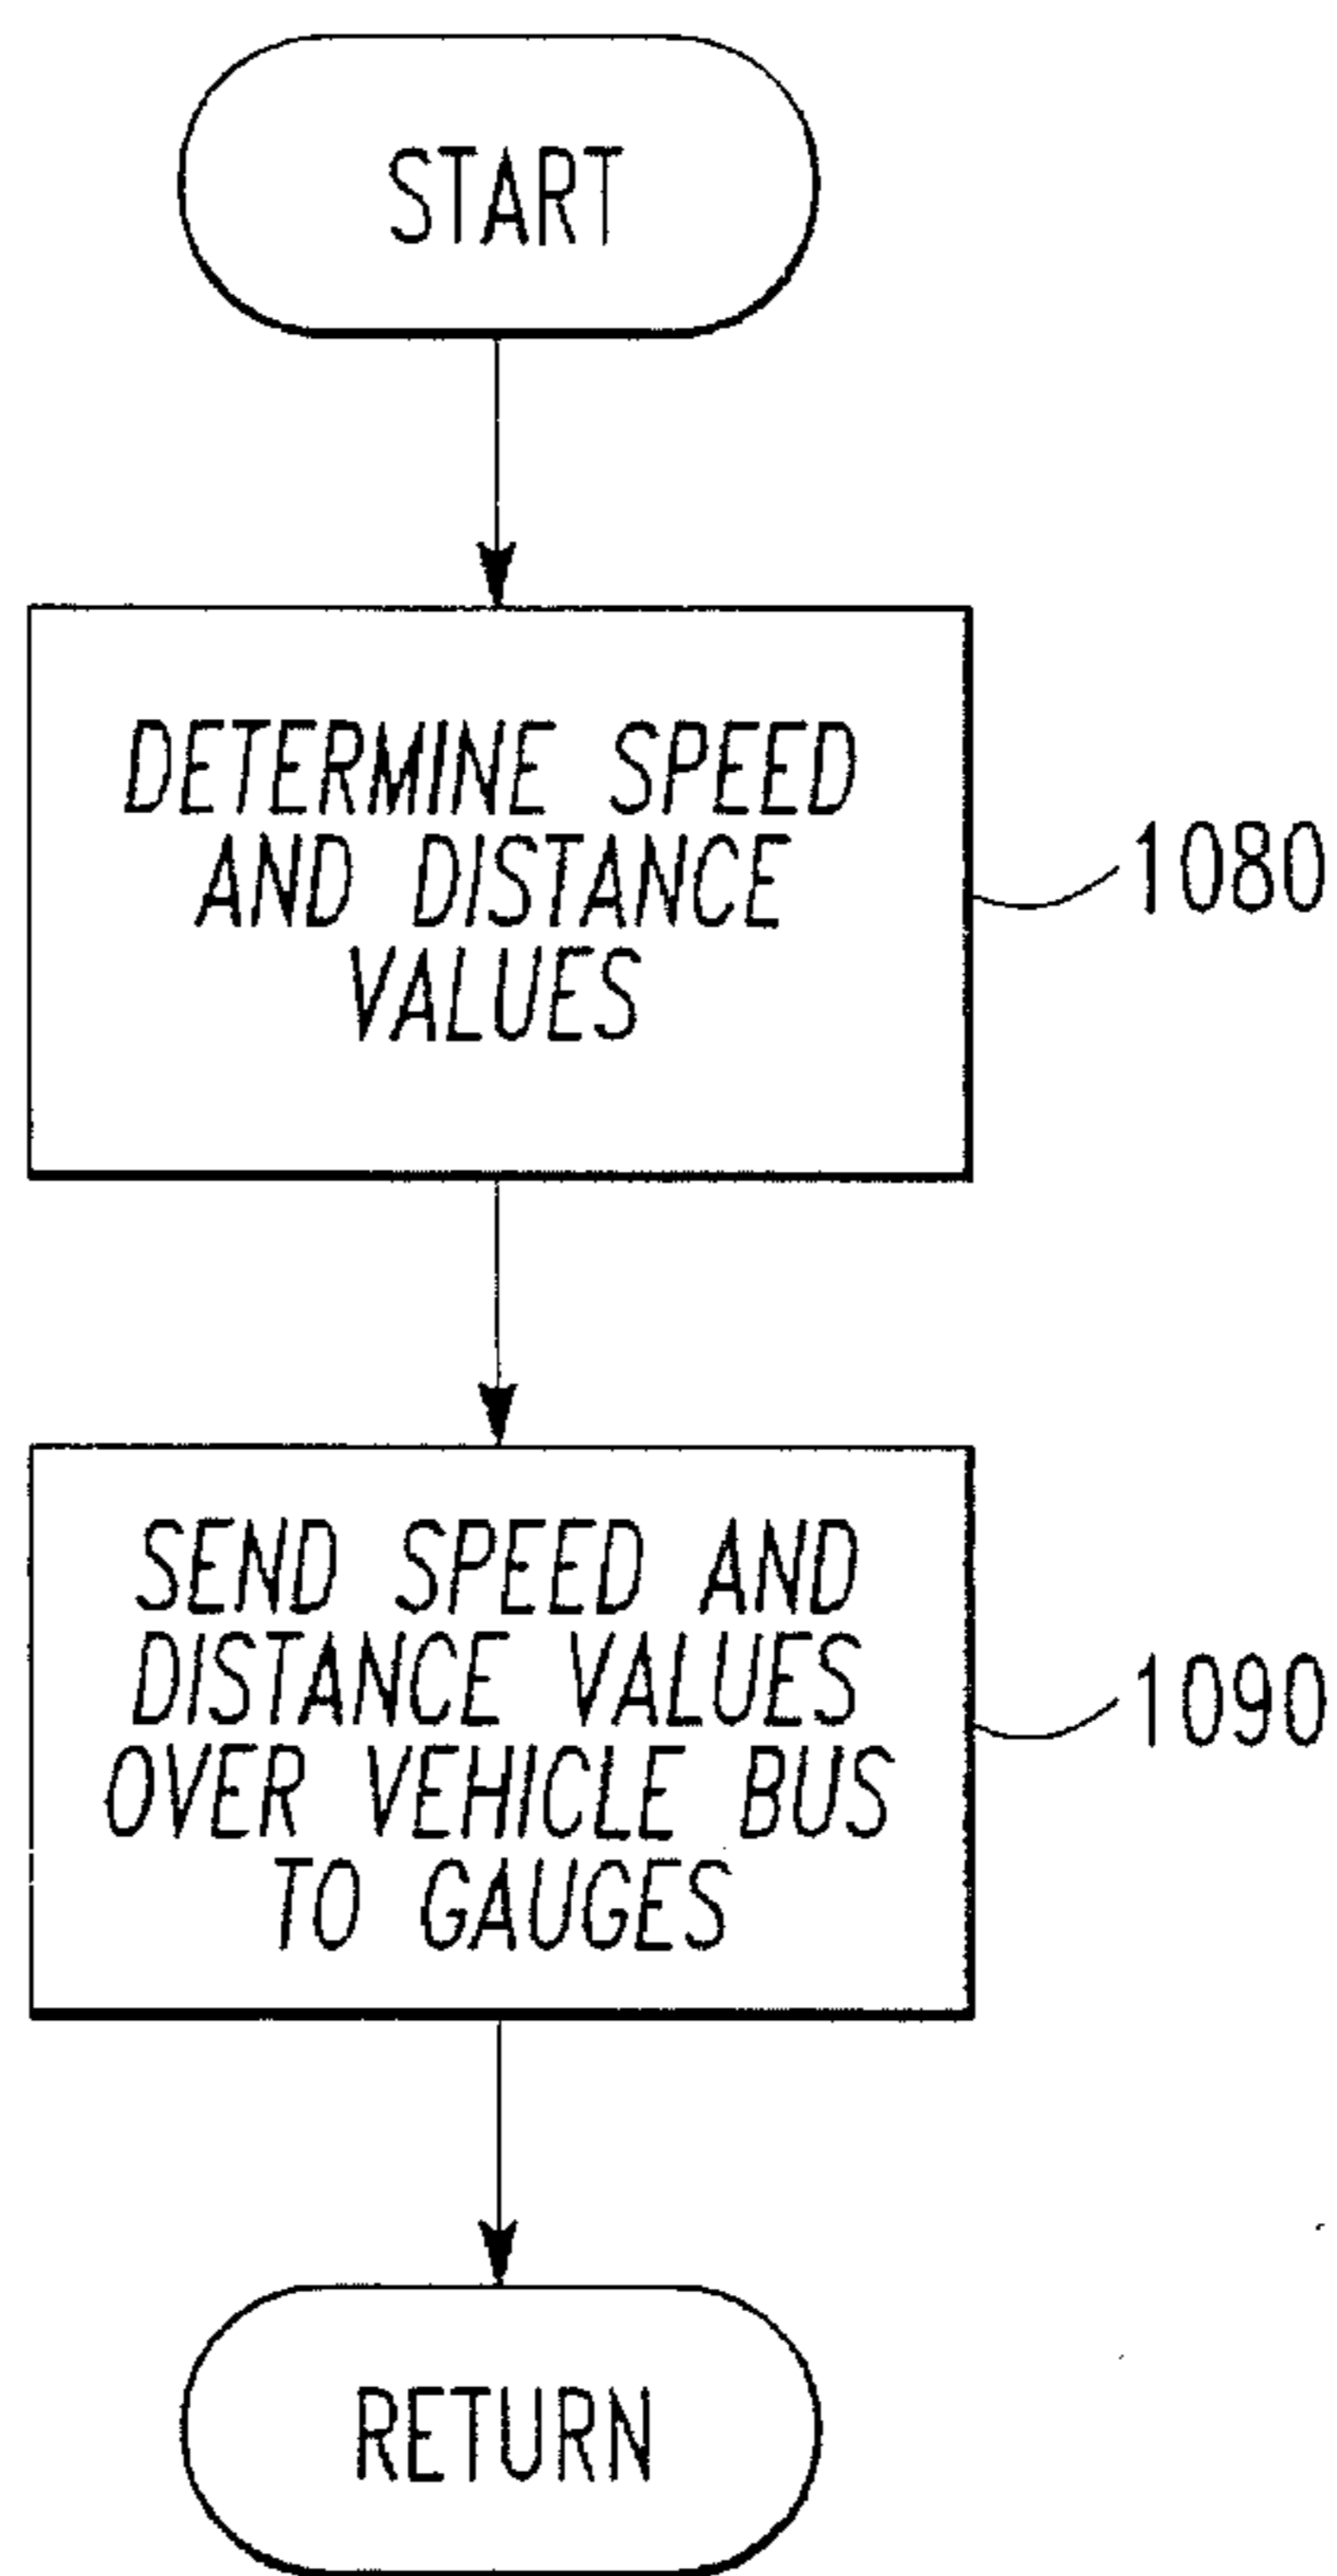 START
DETERMINE SPEED
AND DISTANCE
VALUES
1080
SEND SPEED AND
DISTANCE VALUES
OVER VEHICLE BUS
TO GAUGES
1090
RETURN